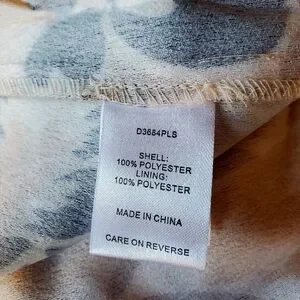 D3684PLS
SHELL:
100% POLYESTER
LINING:
100% POLYESTER
MADE IN CHINA
CARE ON REVERSE